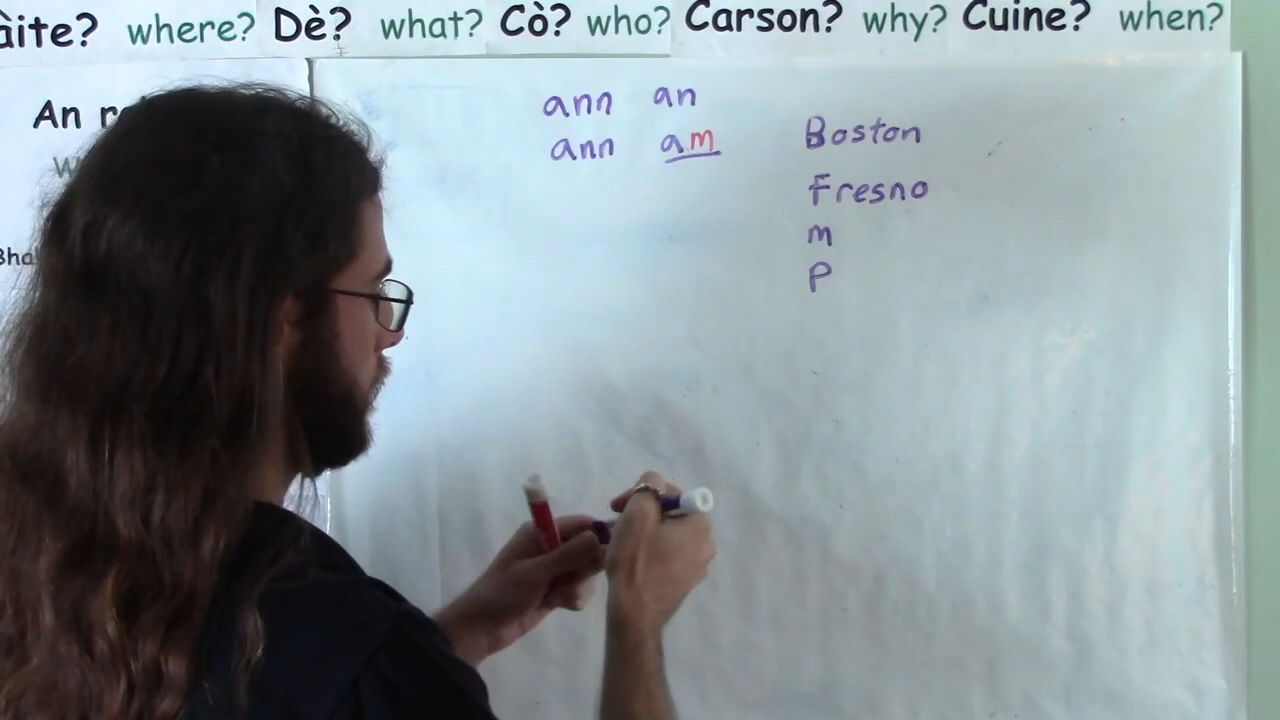 àite? where? Dè? what? Cò? who? Carson? why? Cuine? when?
An
ann an
ann am
Boston
Fresno
m
P